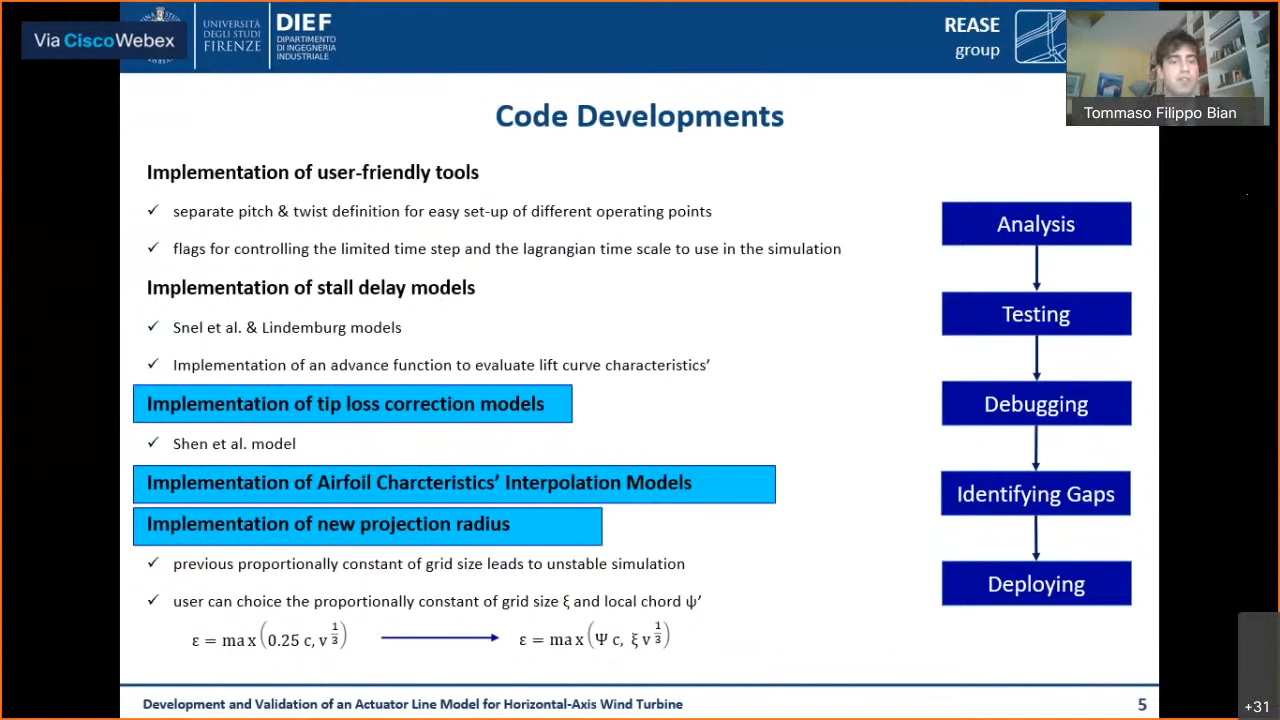 Via CiscoWebex
UNIVERSITÀ
DEGLI STUDI
FIRENZE
DIEF
DIPARTIMENTO
DI INGEGNERIA
INDUSTRIALE
REASE
group
Tommaso Filippo Bian
Code Developments
Implementation of user-friendly tools
✓ separate pitch & twist definition for easy set-up of different operating points
✓ flags for controlling the limited time step and the lagrangian time scale to use in the simulation
Implementation of stall delay models
✓ Snel et al. & Lindemburg models
✓ Implementation of an advance function to evaluate lift curve characteristics’
Implementation of tip loss correction models
✓ Shen et al. model
Implementation of Airfoil Charcteristics’ Interpolation Models
Implementation of new projection radius
✓ previous proportionally constant of grid size leads to unstable simulation
✓ user can choice the proportionally constant of grid size ξ and local chord ψ’
ε = max(0.25 c, v^{1/3}) → ε = max(Ψ c, ξ v^{1/3})
Analysis
Testing
Debugging
Identifying Gaps
Deploying
Development and Validation of an Actuator Line Model for Horizontal-Axis Wind Turbine
5
+31